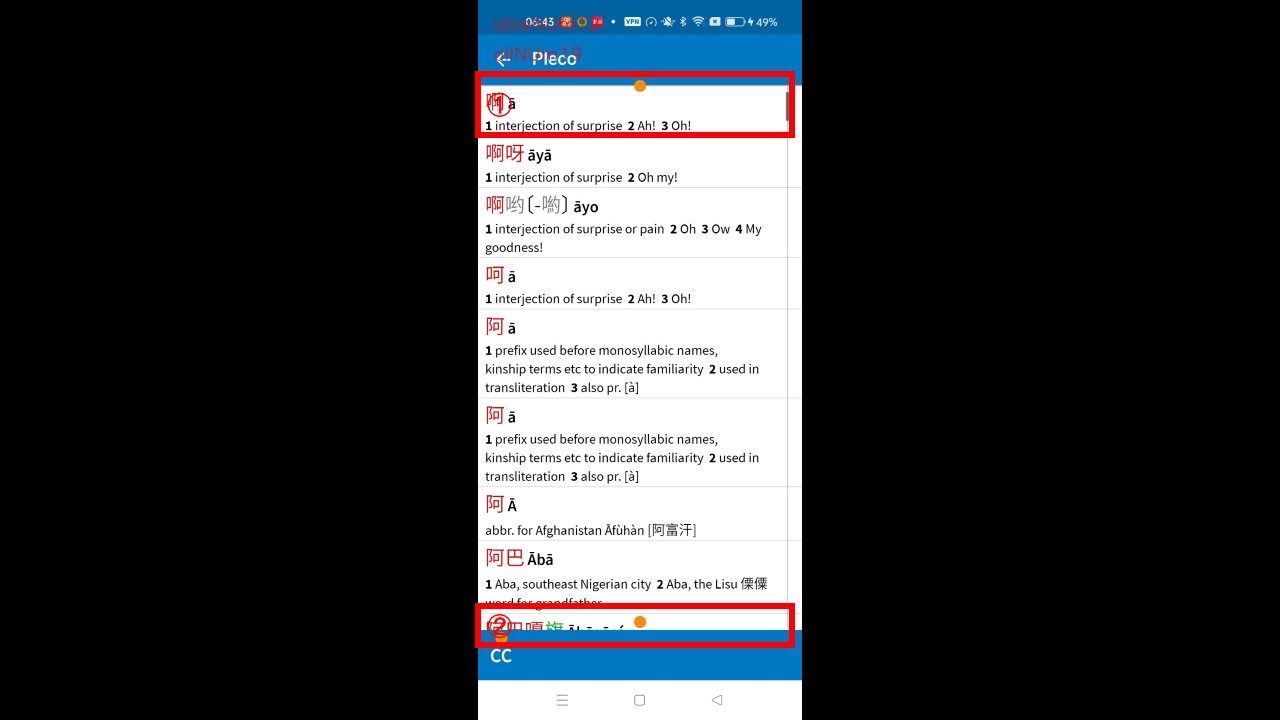 06:43 VPN 49%
Pleco
ā
1 interjection of surprise 2 Ah! 3 Oh!
啊呀 āyā
1 interjection of surprise 2 Oh my!
啊哟〔-喲〕 āyo
1 interjection of surprise or pain 2 Oh 3 Ow 4 My
goodness!
呵 ā
1 interjection of surprise 2 Ah! 3 Oh!
阿 ā
1 prefix used before monosyllabic names,
kinship terms etc to indicate familiarity 2 used in
transliteration 3 also pr. [à]
阿 ā
1 prefix used before monosyllabic names,
kinship terms etc to indicate familiarity 2 used in
transliteration 3 also pr. [à]
阿 Ā
abbr. for Afghanistan Āfùhàn [阿富汗]
阿巴 Ābā
1 Aba, southeast Nigerian city 2 Aba, the Lisu 傈僳
word for grandfather
②
CC